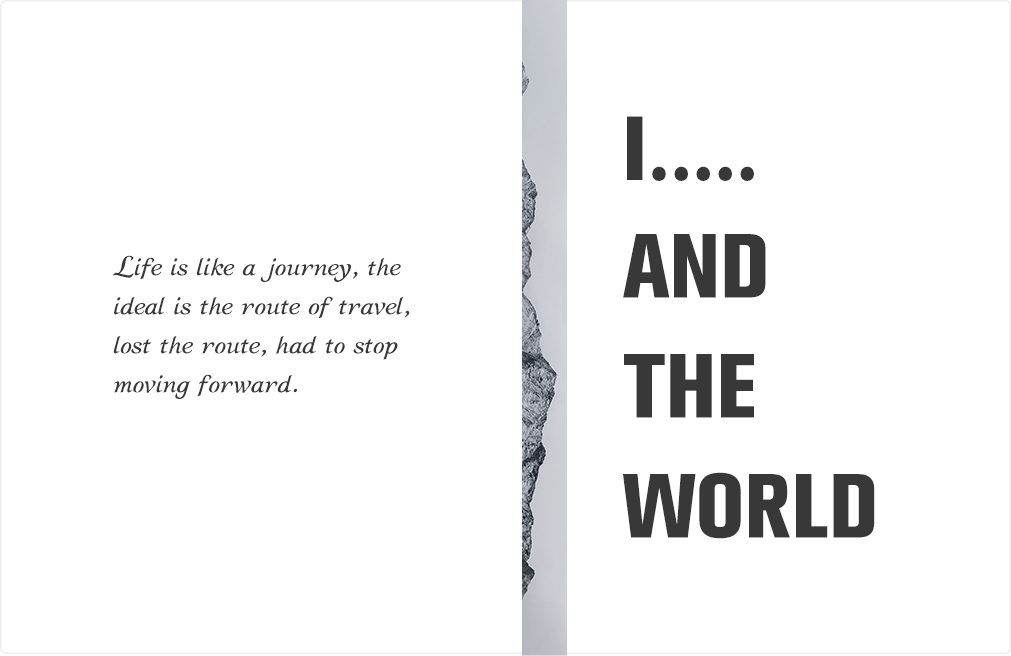 Life is like a journey, the
ideal is the route of travel,
lost the route, had to stop
moving forward.
I.....
AND
THE
WORLD